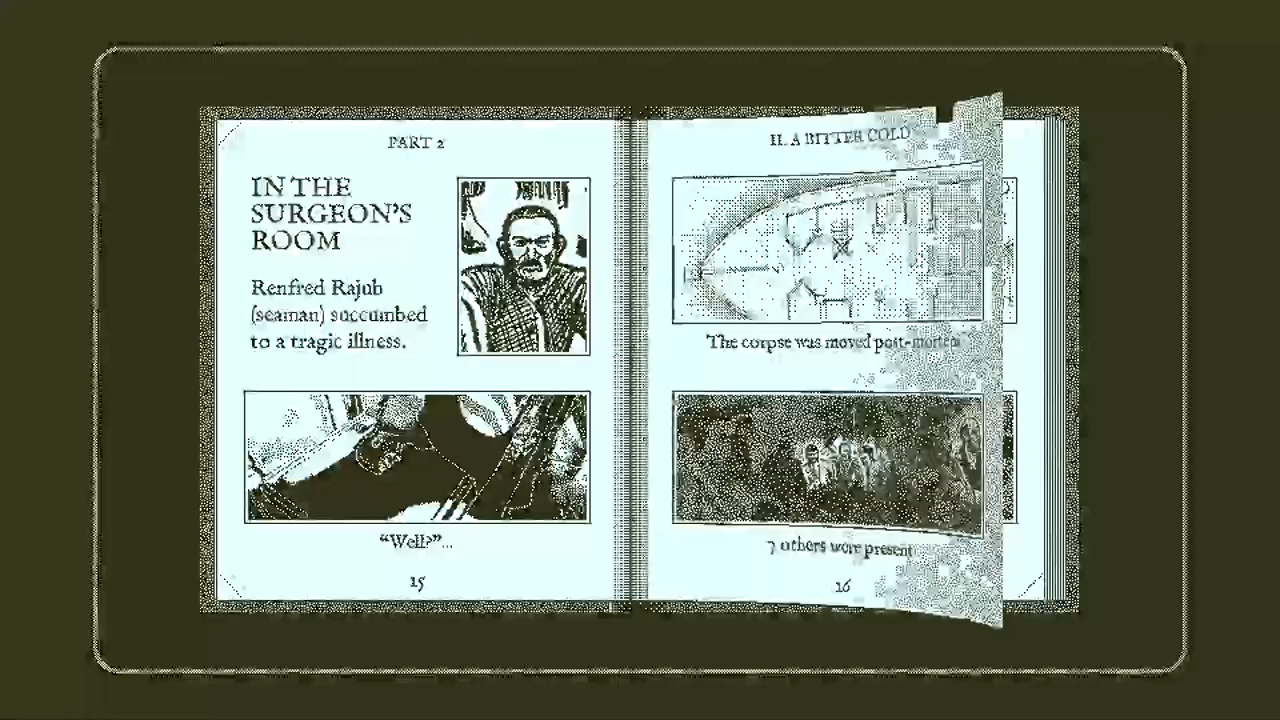 PART 2
IN THE
SURGEON'S
ROOM
Renfred Rajub
(seaman) succumbed
to a tragic illness.
"Well?"...
15
II. A BITTER COLD
The corpse was moved post-mortem
7 others were present
16